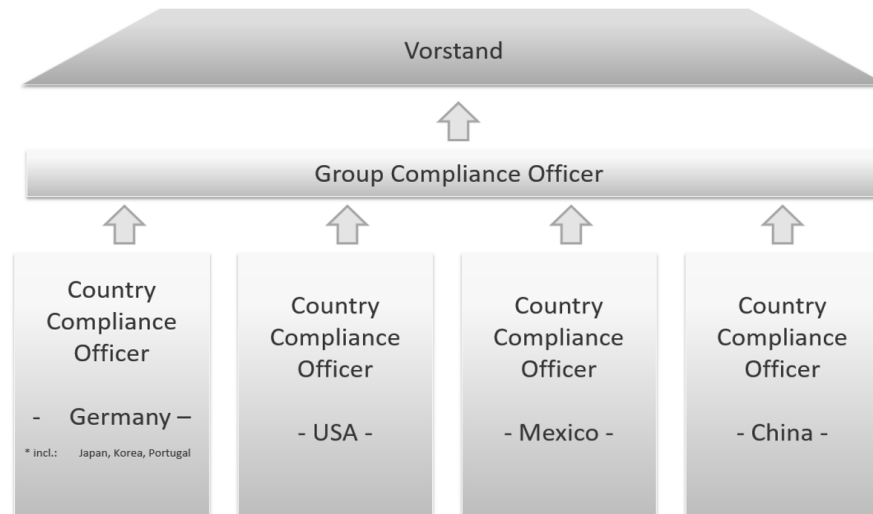 Vorstand
Group Compliance Officer
Country
Compliance
Officer
- Germany –
* incl.: Japan, Korea, Portugal
Country
Compliance
Officer
- USA -
Country
Compliance
Officer
- Mexico -
Country
Compliance
Officer
- China -